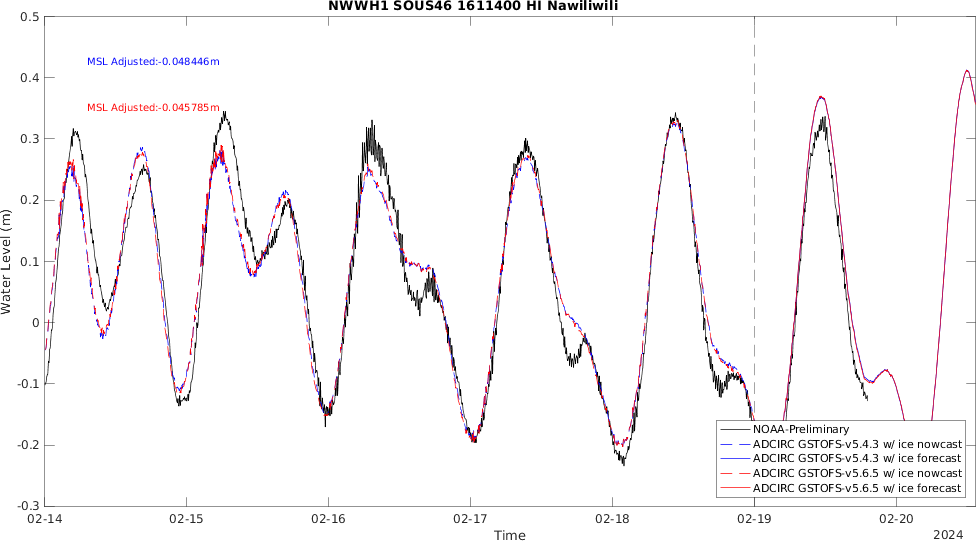 NWWH1 SOUS46 1611400 HI Nawiliwili
MSL Adjusted:-0.048446m
MSL Adjusted:-0.045785m
Water Level (m)
0.5
0.4
0.3
0.2
0.1
0
-0.1
-0.2
-0.3
NOAA-Preliminary
ADCIRC GSTOFS-v5.4.3 w/ ice nowcast
ADCIRC GSTOFS-v5.4.3 w/ ice forecast
ADCIRC GSTOFS-v5.6.5 w/ ice nowcast
ADCIRC GSTOFS-v5.6.5 w/ ice forecast
02-14 02-15 02-16 02-17 02-18 02-19 02-20
Time
2024